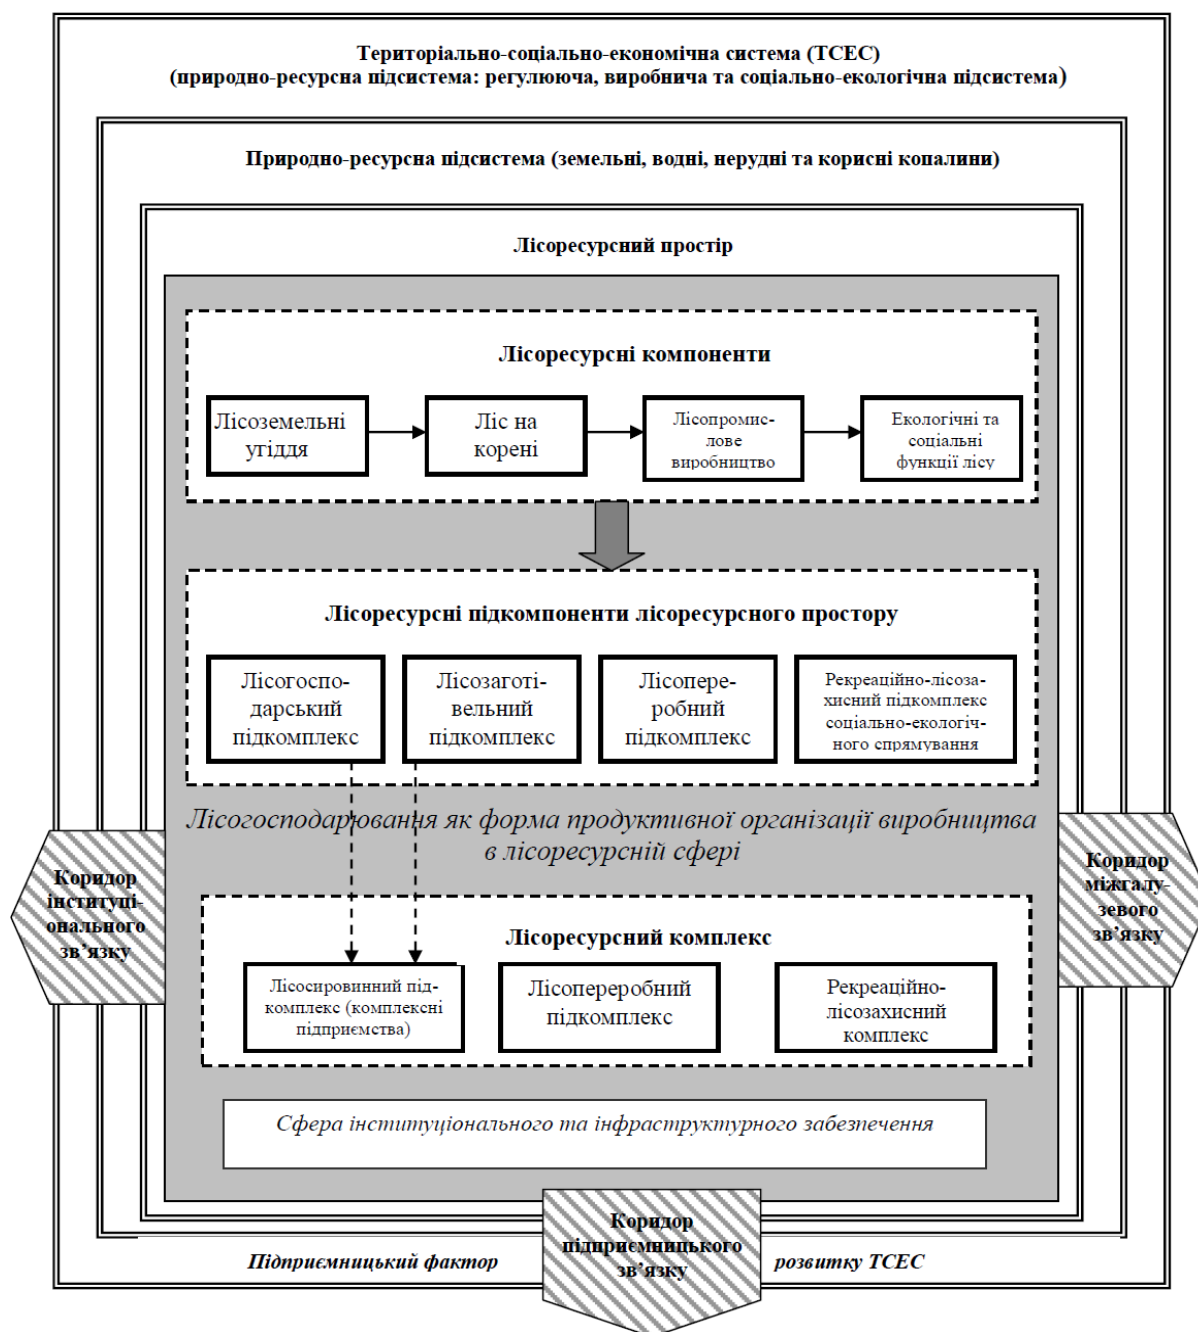 Територіально-соціально-економічна система (ТСЕС)
(природно-ресурсна підсистема: регулююча, виробнича та соціально-екологічна підсистема)
Природно-ресурсна підсистема (земельні, водні, нерудні та корисні копалини)
Лісоресурсний простір
Лісоресурсні компоненти
Лісоземельні
угіддя
Ліс на
корені
Лісопромис-
лове
виробництво
Екологічні та
соціальні
функції лісу
Лісоресурсні підкомпоненти лісоресурсного простору
Лісогоспо-
дарський
підкомплекс
Лісозаготі-
вельний
підкомплекс
Лісопере-
робний
підкомплекс
Рекреаційно-лісоза-
хисний підкомплекс
соціально-екологіч-
ного спрямування
Лісогосподарювання як форма продуктивної організації виробництва
в лісоресурсній сфері
Коридор
інституці-
онального
зв’язку
Коридор
міжгалу-
зевого
зв’язку
Лісоресурсний комплекс
Лісосировинний під-
комплекс (комплексні
підприємства)
Лісопереробний
підкомплекс
Рекреаційно-
лісозахисний
комплекс
Сфера інституціонального та інфраструктурного забезпечення
Коридор
підприємницького
зв’язку
Підприємницький фактор розвитку ТСЕС